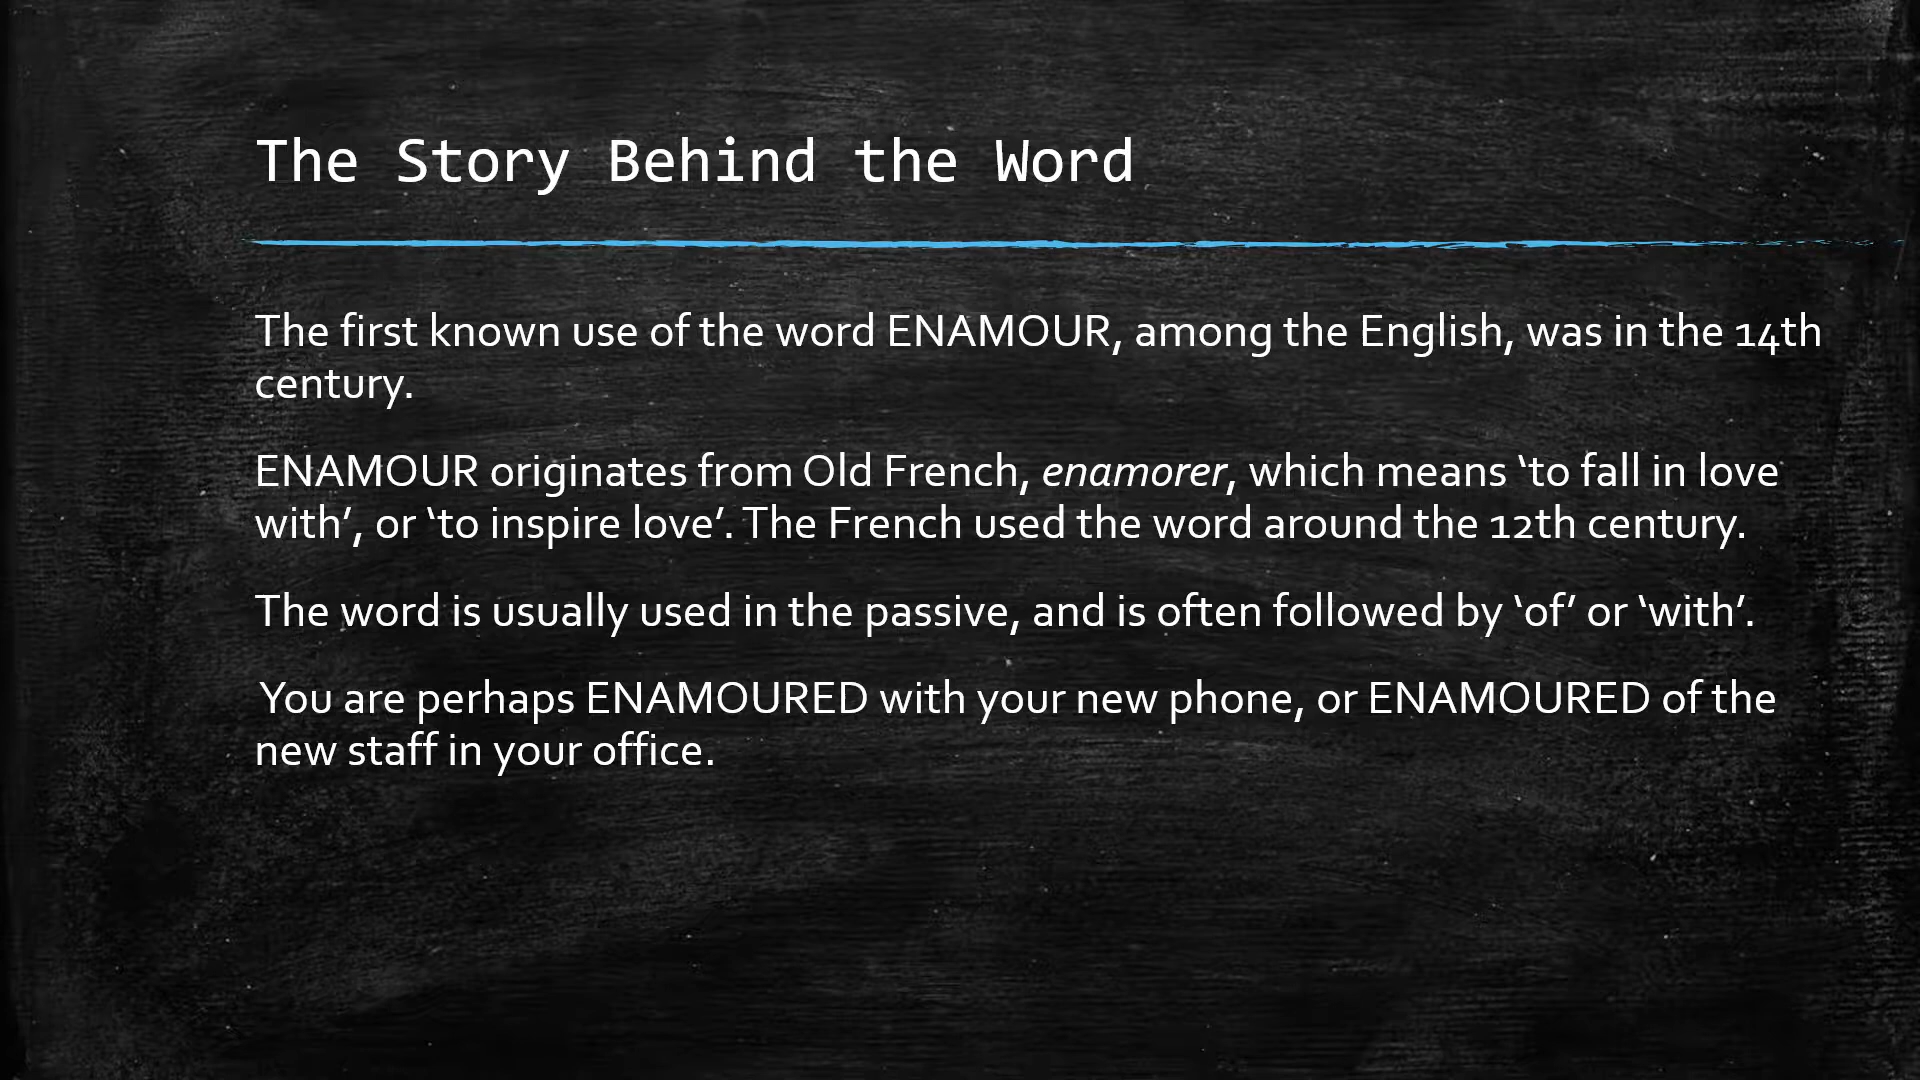 The Story Behind the Word
The first known use of the word ENAMOUR, among the English, was in the 14th
century.
ENAMOUR originates from Old French, enamorer, which means ‘to fall in love
with’, or ‘to inspire love’. The French used the word around the 12th century.
The word is usually used in the passive, and is often followed by ‘of’ or ‘with’.
You are perhaps ENAMOURED with your new phone, or ENAMOURED of the
new staff in your office.